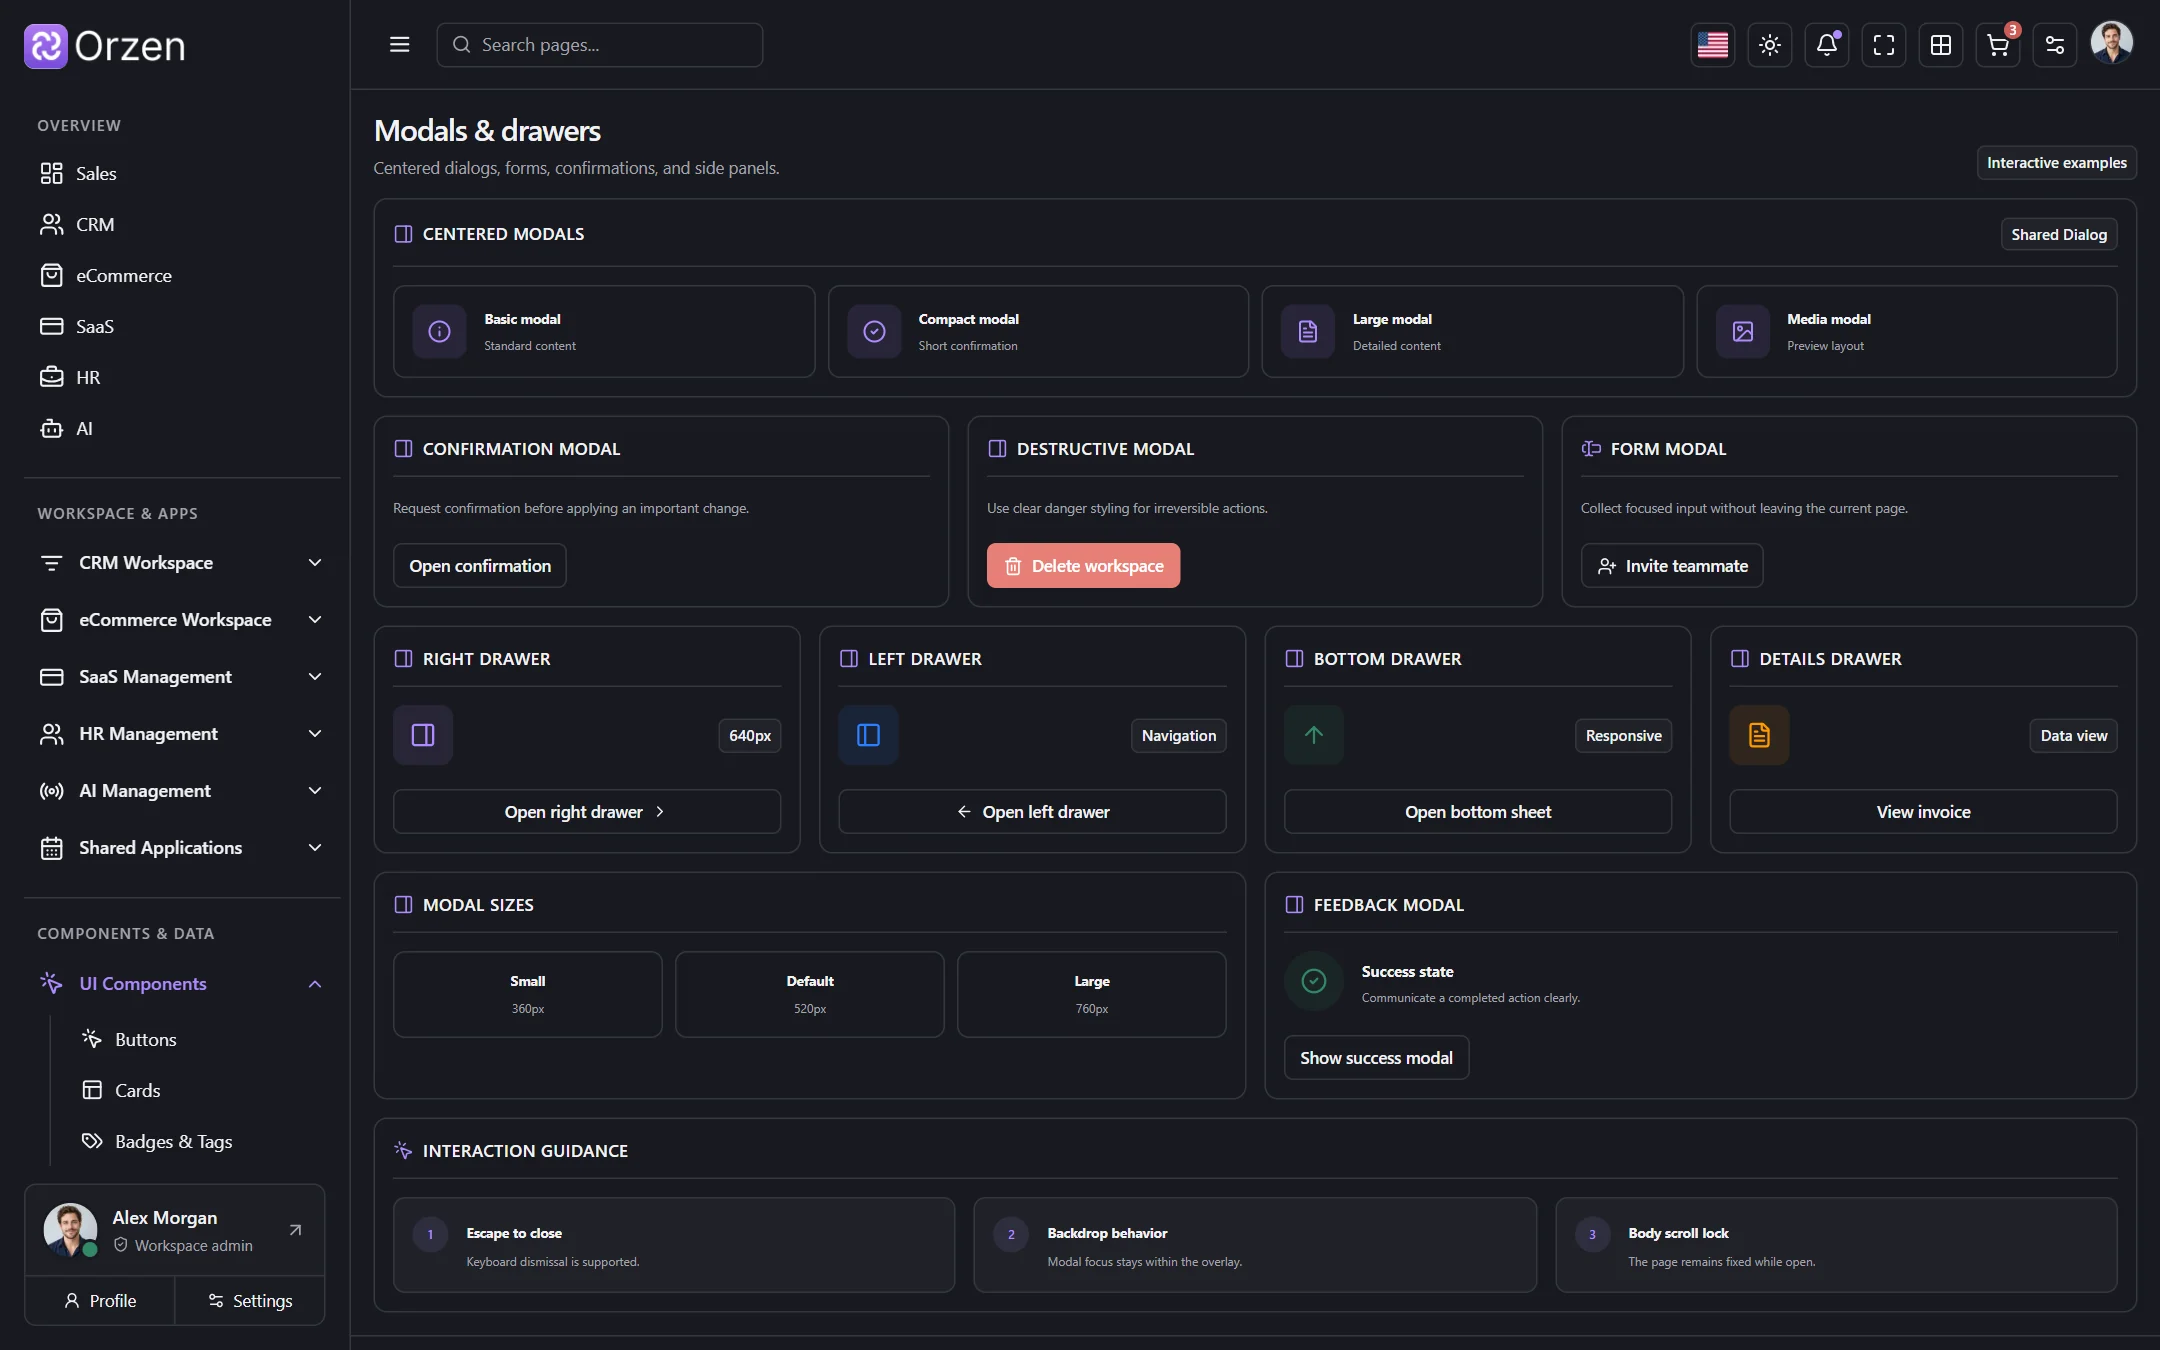 Orzen
Search pages...
3
OVERVIEW
Sales
CRM
eCommerce
SaaS
HR
AI
WORKSPACE & APPS
CRM Workspace
eCommerce Workspace
SaaS Management
HR Management
AI Management
Shared Applications
COMPONENTS & DATA
UI Components
Buttons
Cards
Badges & Tags
Alex Morgan
Workspace admin
Profile
Settings
Modals & drawers
Centered dialogs, forms, confirmations, and side panels.
Interactive examples
CENTERED MODALS
Shared Dialog
Basic modal
Standard content
Compact modal
Short confirmation
Large modal
Detailed content
Media modal
Preview layout
CONFIRMATION MODAL
Request confirmation before applying an important change.
Open confirmation
DESTRUCTIVE MODAL
Use clear danger styling for irreversible actions.
Delete workspace
FORM MODAL
Collect focused input without leaving the current page.
Invite teammate
RIGHT DRAWER
640px
Open right drawer
LEFT DRAWER
Navigation
Open left drawer
BOTTOM DRAWER
Responsive
Open bottom sheet
DETAILS DRAWER
Data view
View invoice
MODAL SIZES
Small
360px
Default
520px
Large
760px
FEEDBACK MODAL
Success state
Communicate a completed action clearly.
Show success modal
INTERACTION GUIDANCE
1
Escape to close
Keyboard dismissal is supported.
2
Backdrop behavior
Modal focus stays within the overlay.
3
Body scroll lock
The page remains fixed while open.